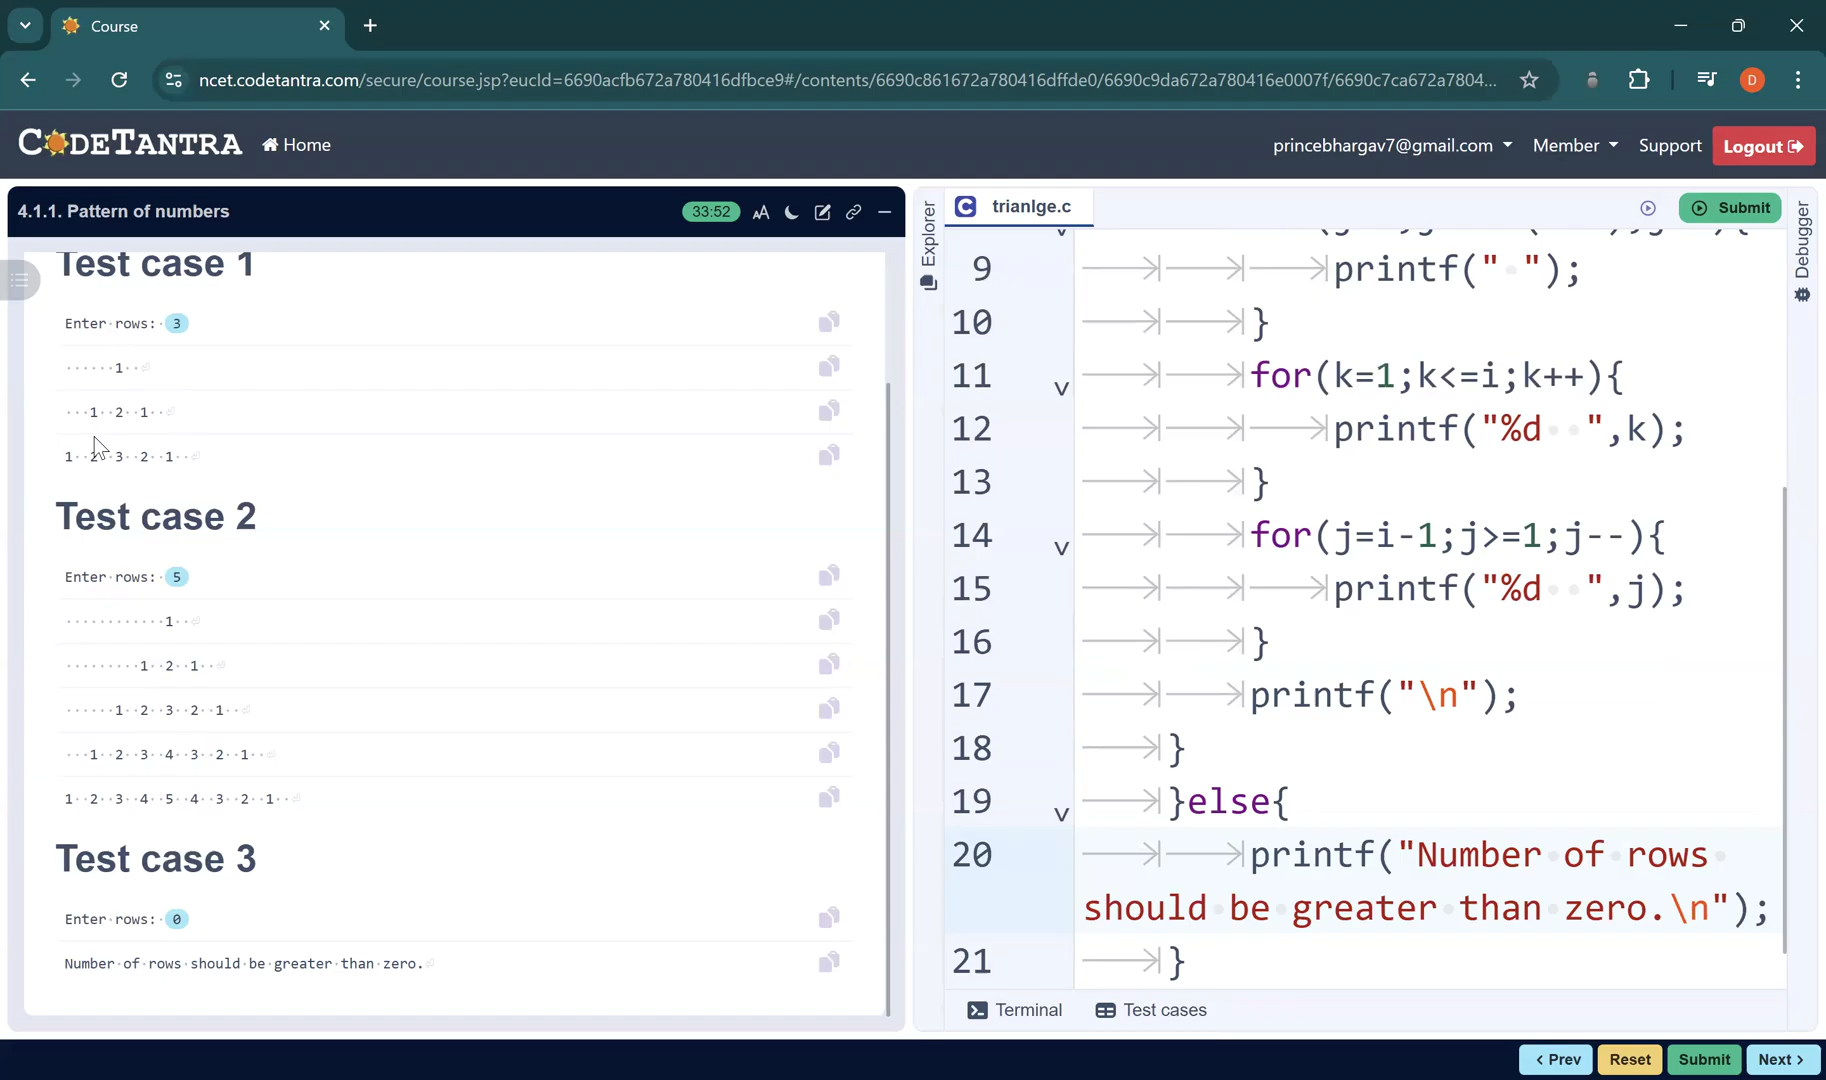 Course
ncet.codetantra.com/secure/course.jsp?eucId=6690acfb672a780416dfbce9#/contents/6690c861672a780416dffde0/6690c9da672a780416e0007f/6690c7ca672a7804...
D
CODETANTRA
Home
princebhargav7@gmail.com
Member
Support
Logout
4.1.1. Pattern of numbers
33:52
Test case 1
Enter·rows:·3
······1··
···1··2··1··
1··2··3··2··1··
Test case 2
Enter·rows:·5
············1··
·········1··2··1··
······1··2··3··2··1··
···1··2··3··4··3··2··1··
1··2··3··4··5··4··3··2··1··
Test case 3
Enter·rows:·0
Number·of·rows·should·be·greater·than·zero.
Explorer
trianlge.c
Submit
Debugger
9 printf("·");
10 }
11 for(k=1;k<=i;k++){
12 printf("%d··",k);
13 }
14 for(j=i-1;j>=1;j--){
15 printf("%d··",j);
16 }
17 printf("\n");
18 }
19 }else{
20 printf("Number·of·rows·
should·be·greater·than·zero.\n");
21 }
Terminal
Test cases
< Prev
Reset
Submit
Next >